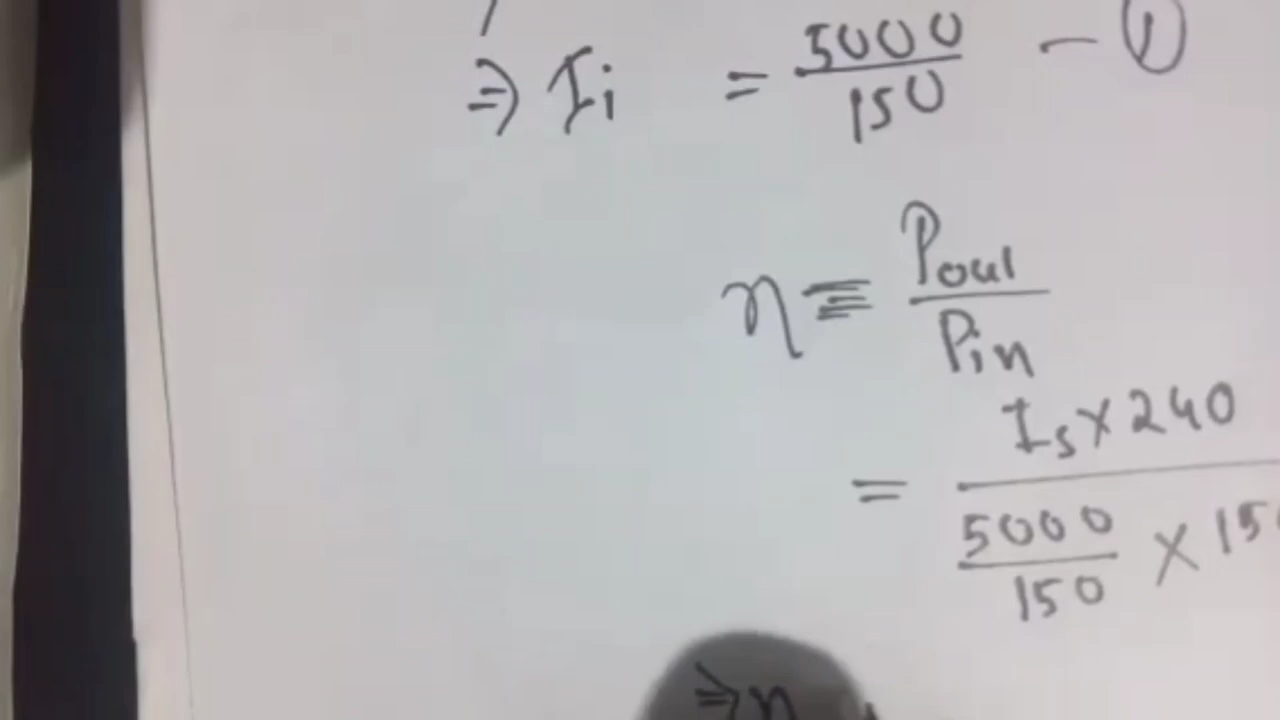 ⇒ Ii = 5000/150 — ①
η = Pout/Pin
= Is × 240 / (5000/150 × 15
⇒ η